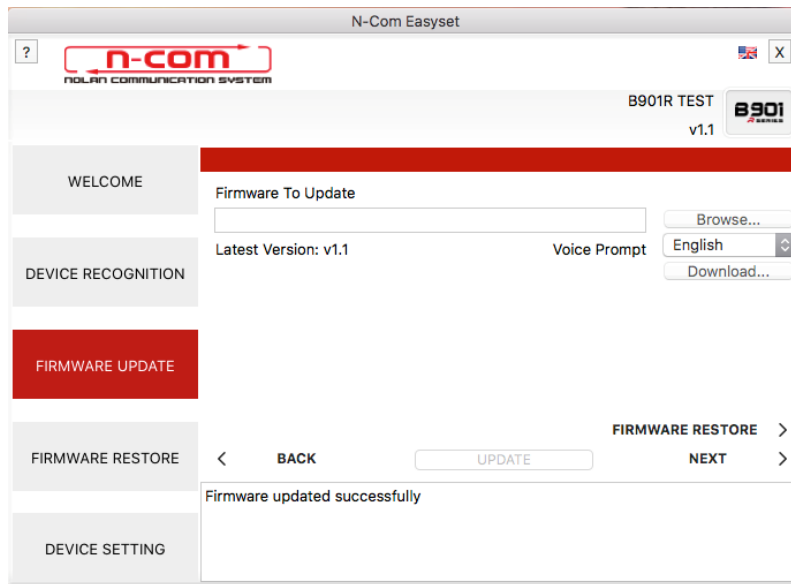 N-Com Easyset
?
n-com
X
NOLAN COMMUNICATION SYSTEM
B901R TEST
v1.1
B901
R SERIES
WELCOME
DEVICE RECOGNITION
FIRMWARE UPDATE
FIRMWARE RESTORE
DEVICE SETTING
Firmware To Update
Browse...
Latest Version: v1.1
Voice Prompt
English
Download...
FIRMWARE RESTORE >
< BACK
UPDATE
NEXT >
Firmware updated successfully